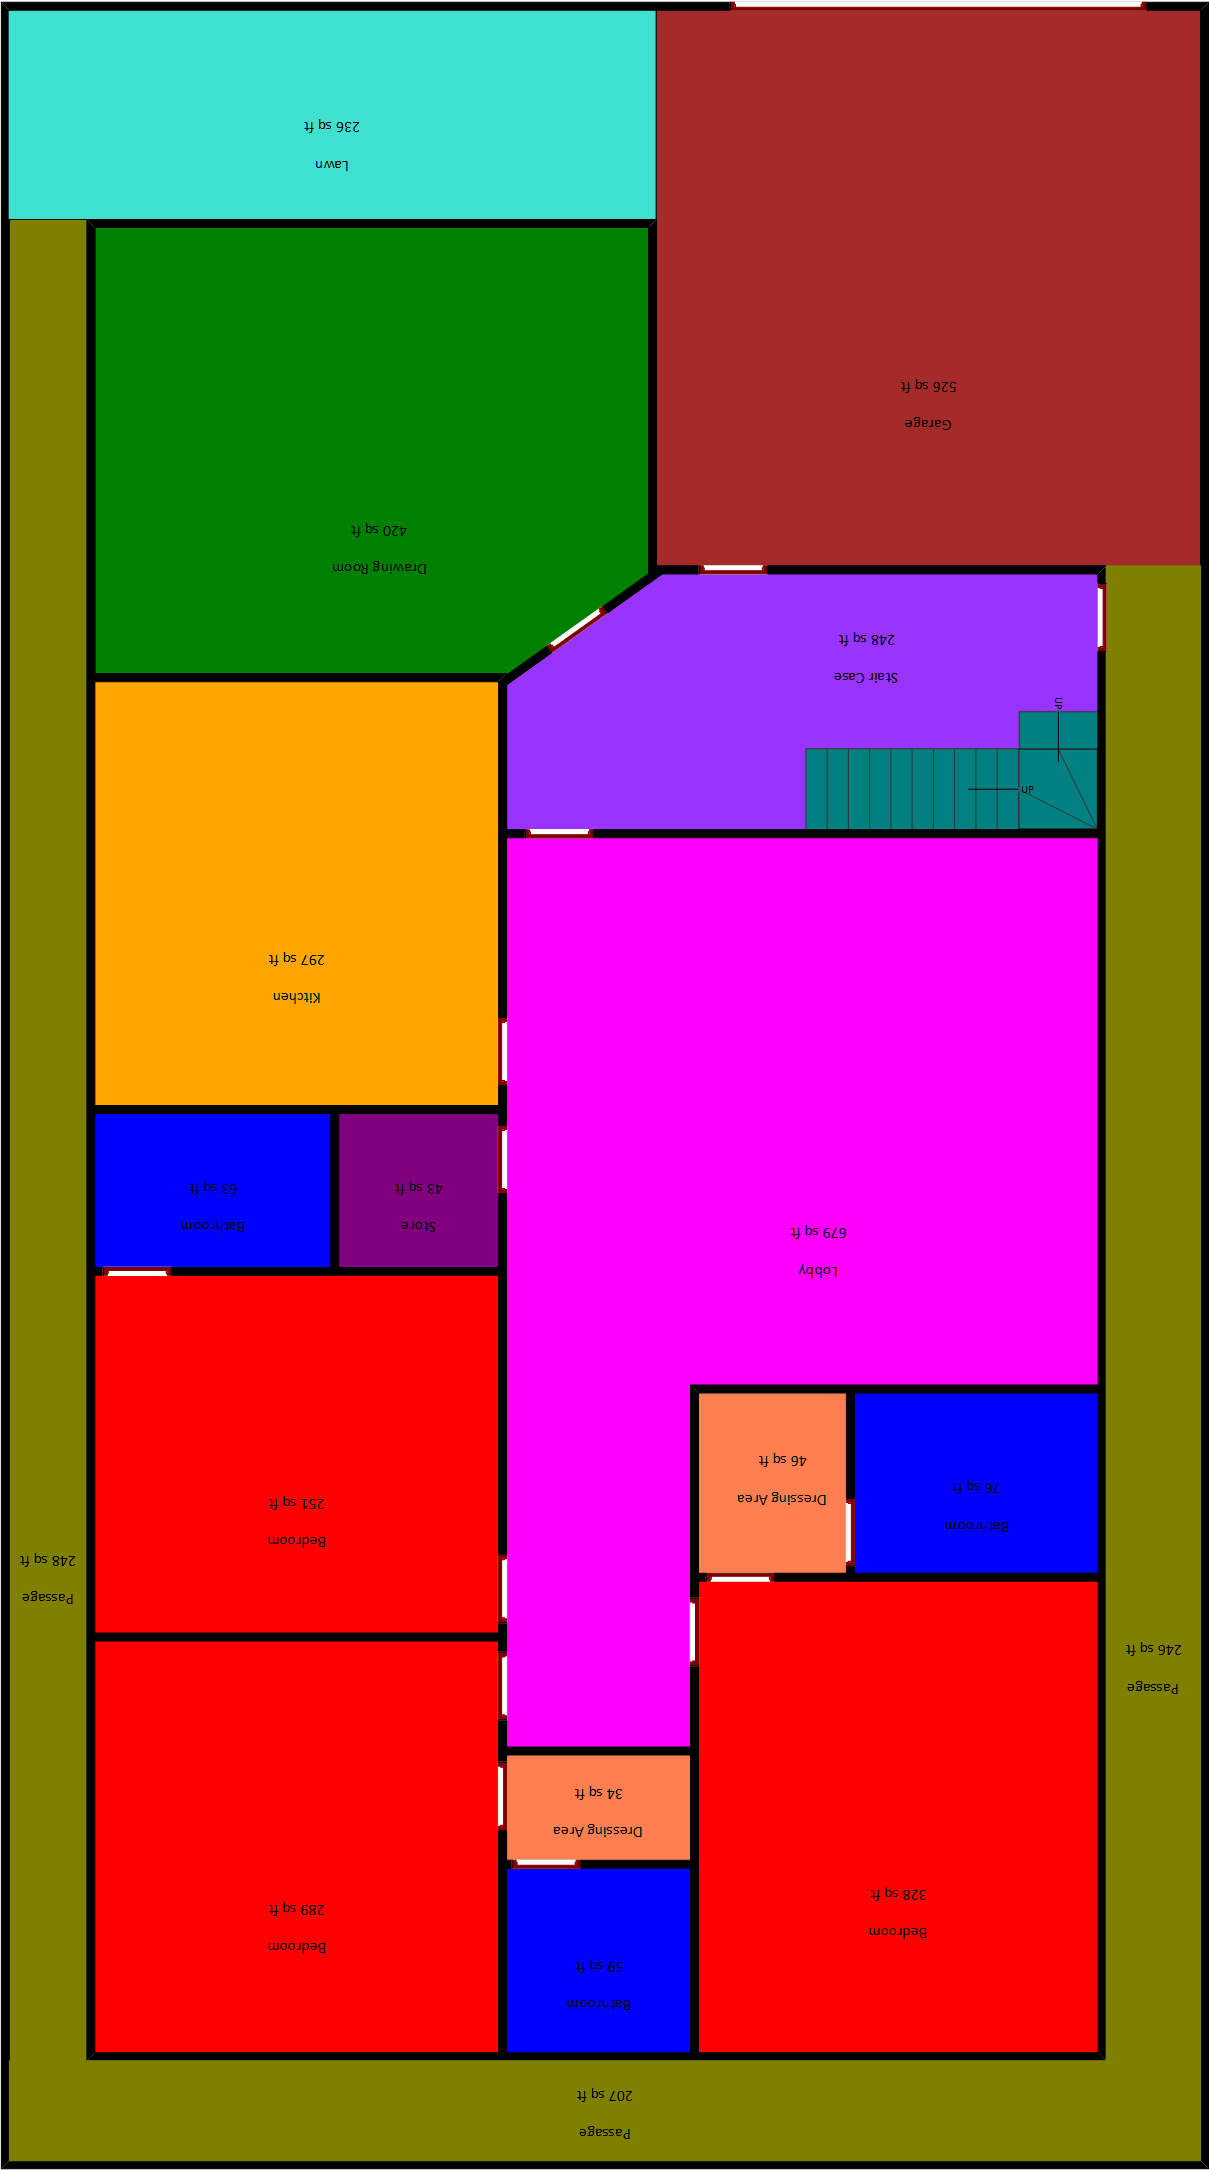 Passage
207 sq ft
Bathroom
59 sq ft
Bedroom
328 sq ft
Bedroom
289 sq ft
Dressing Area
34 sq ft
Passage
246 sq ft
Passage
248 sq ft
Bedroom
251 sq ft
Bathroom
76 sq ft
Dressing Area
46 sq ft
Lobby
679 sq ft
Store
43 sq ft
Bathroom
63 sq ft
Kitchen
297 sq ft
UP
UP
Stair Case
248 sq ft
Drawing Room
420 sq ft
Garage
526 sq ft
Lawn
236 sq ft